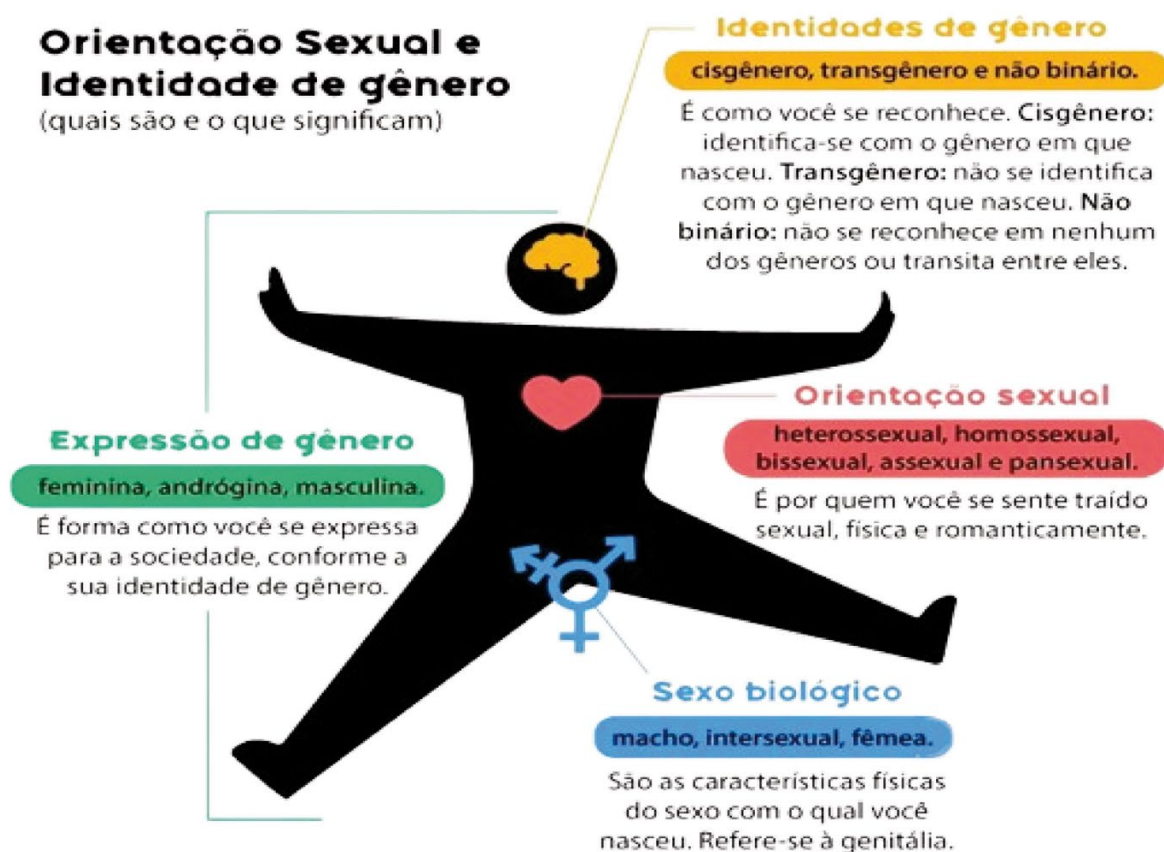 Orientação Sexual e
Identidade de gênero
(quais são e o que significam)
Identidades de gênero
cisgênero, transgênero e não binário.
É como você se reconhece. Cisgênero:
identifica-se com o gênero em que
nasceu. Transgênero: não se identifica
com o gênero em que nasceu. Não
binário: não se reconhece em nenhum
dos gêneros ou transita entre eles.
Orientação sexual
heterossexual, homossexual,
bissexual, assexual e pansexual.
É por quem você se sente traído
sexual, física e romanticamente.
Expressão de gênero
feminina, andrógina, masculina.
É forma como você se expressa
para a sociedade, conforme a
sua identidade de gênero.
Sexo biológico
macho, intersexual, fêmea.
São as características físicas
do sexo com o qual você
nasceu. Refere-se à genitália.